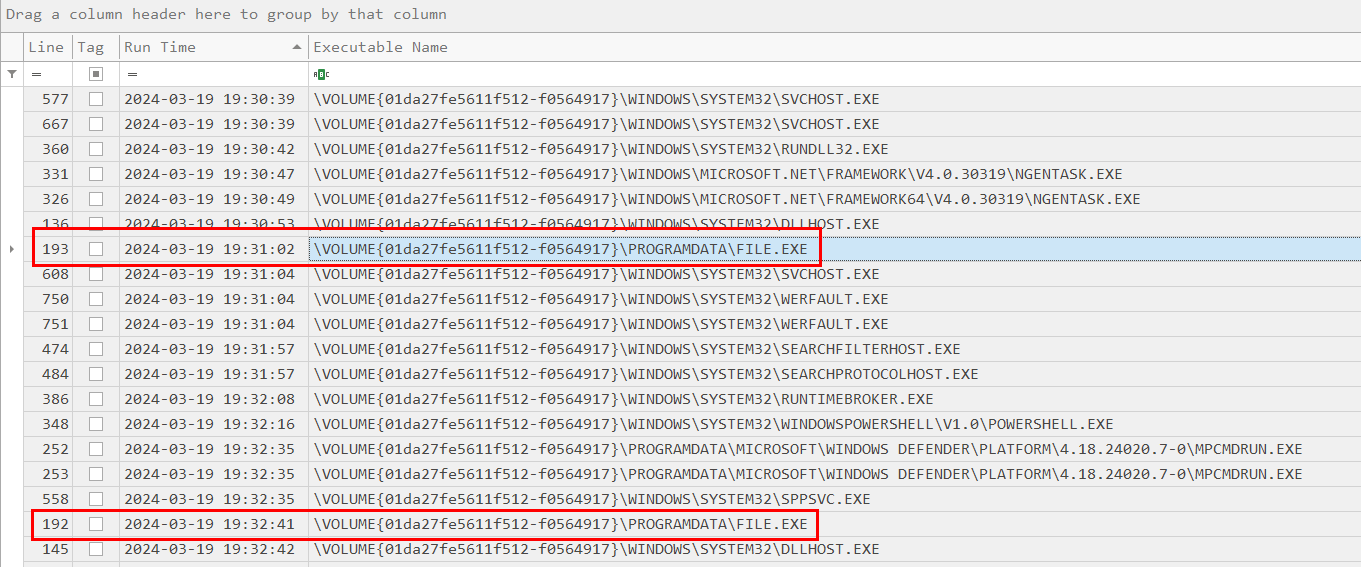 Drag a column header here to group by that column
Line Tag Run Time Executable Name
= = ABC
577 2024-03-19 19:30:39 \VOLUME{01da27fe5611f512-f0564917}\WINDOWS\SYSTEM32\SVCHOST.EXE
667 2024-03-19 19:30:39 \VOLUME{01da27fe5611f512-f0564917}\WINDOWS\SYSTEM32\SVCHOST.EXE
360 2024-03-19 19:30:42 \VOLUME{01da27fe5611f512-f0564917}\WINDOWS\SYSTEM32\RUNDLL32.EXE
331 2024-03-19 19:30:47 \VOLUME{01da27fe5611f512-f0564917}\WINDOWS\MICROSOFT.NET\FRAMEWORK\V4.0.30319\NGENTASK.EXE
326 2024-03-19 19:30:49 \VOLUME{01da27fe5611f512-f0564917}\WINDOWS\MICROSOFT.NET\FRAMEWORK64\V4.0.30319\NGENTASK.EXE
136 2024-03-19 19:30:53 \VOLUME{01da27fe5611f512-f0564917}\WINDOWS\SYSTEM32\DLLHOST.EXE
193 2024-03-19 19:31:02 \VOLUME{01da27fe5611f512-f0564917}\PROGRAMDATA\FILE.EXE
608 2024-03-19 19:31:04 \VOLUME{01da27fe5611f512-f0564917}\WINDOWS\SYSTEM32\SVCHOST.EXE
750 2024-03-19 19:31:04 \VOLUME{01da27fe5611f512-f0564917}\WINDOWS\SYSTEM32\WERFAULT.EXE
751 2024-03-19 19:31:04 \VOLUME{01da27fe5611f512-f0564917}\WINDOWS\SYSTEM32\WERFAULT.EXE
474 2024-03-19 19:31:57 \VOLUME{01da27fe5611f512-f0564917}\WINDOWS\SYSTEM32\SEARCHFILTERHOST.EXE
484 2024-03-19 19:31:57 \VOLUME{01da27fe5611f512-f0564917}\WINDOWS\SYSTEM32\SEARCHPROTOCOLHOST.EXE
386 2024-03-19 19:32:08 \VOLUME{01da27fe5611f512-f0564917}\WINDOWS\SYSTEM32\RUNTIMEBROKER.EXE
348 2024-03-19 19:32:16 \VOLUME{01da27fe5611f512-f0564917}\WINDOWS\SYSTEM32\WINDOWSPOWERSHELL\V1.0\POWERSHELL.EXE
252 2024-03-19 19:32:35 \VOLUME{01da27fe5611f512-f0564917}\PROGRAMDATA\MICROSOFT\WINDOWS DEFENDER\PLATFORM\4.18.24020.7-0\MPCMDRUN.EXE
253 2024-03-19 19:32:35 \VOLUME{01da27fe5611f512-f0564917}\PROGRAMDATA\MICROSOFT\WINDOWS DEFENDER\PLATFORM\4.18.24020.7-0\MPCMDRUN.EXE
558 2024-03-19 19:32:35 \VOLUME{01da27fe5611f512-f0564917}\WINDOWS\SYSTEM32\SPPSVC.EXE
192 2024-03-19 19:32:41 \VOLUME{01da27fe5611f512-f0564917}\PROGRAMDATA\FILE.EXE
145 2024-03-19 19:32:42 \VOLUME{01da27fe5611f512-f0564917}\WINDOWS\SYSTEM32\DLLHOST.EXE